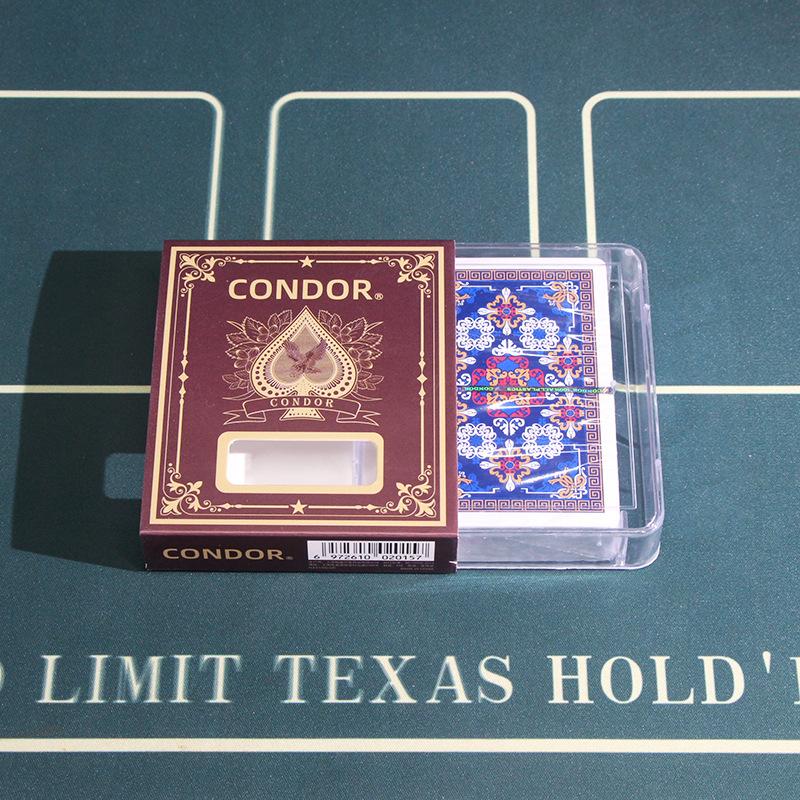 CONDOR®
CONDOR
CONDOR®
6 972610 020157
LIMIT TEXAS HOLD'